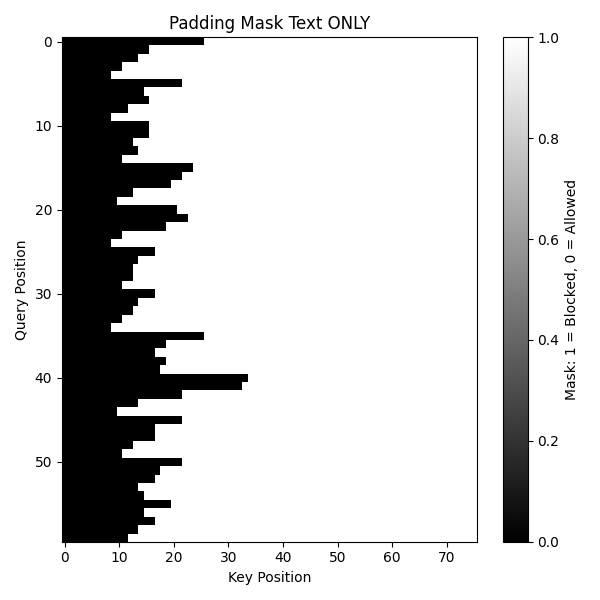 Padding Mask Text ONLY
0
10
20
30
40
50
Query Position
0 10 20 30 40 50 60 70
Key Position
1.0
0.8
0.6
0.4
0.2
0.0
Mask: 1 = Blocked, 0 = Allowed